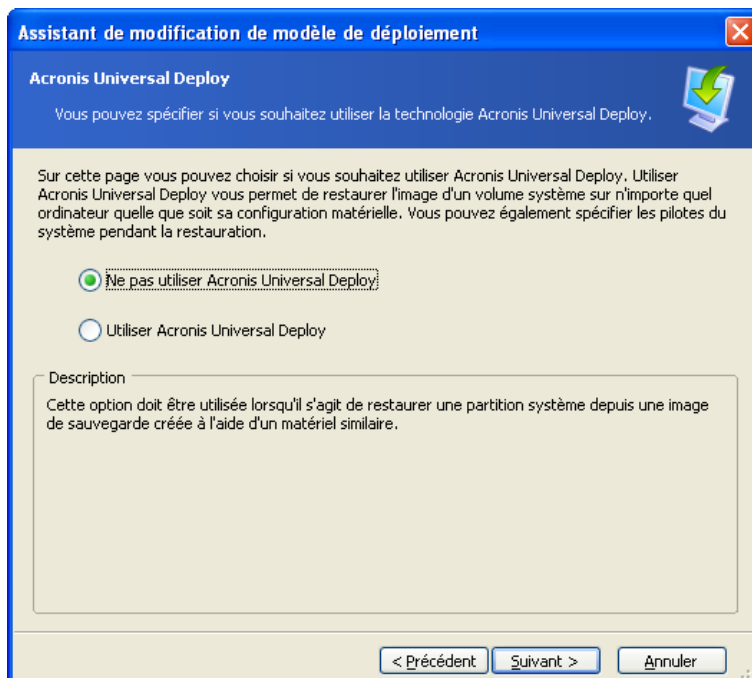 Assistant de modification de modèle de déploiement
Acronis Universal Deploy
Vous pouvez spécifier si vous souhaitez utiliser la technologie Acronis Universal Deploy.
Sur cette page vous pouvez choisir si vous souhaitez utiliser Acronis Universal Deploy. Utiliser
Acronis Universal Deploy vous permet de restaurer l'image d'un volume système sur n'importe quel
ordinateur quelle que soit sa configuration matérielle. Vous pouvez également spécifier les pilotes du
système pendant la restauration.
Ne pas utiliser Acronis Universal Deploy
Utiliser Acronis Universal Deploy
Description
Cette option doit être utilisée lorsqu'il s'agit de restaurer une partition système depuis une image
de sauvegarde créée à l'aide d'un matériel similaire.
< Précédent
Suivant >
Annuler